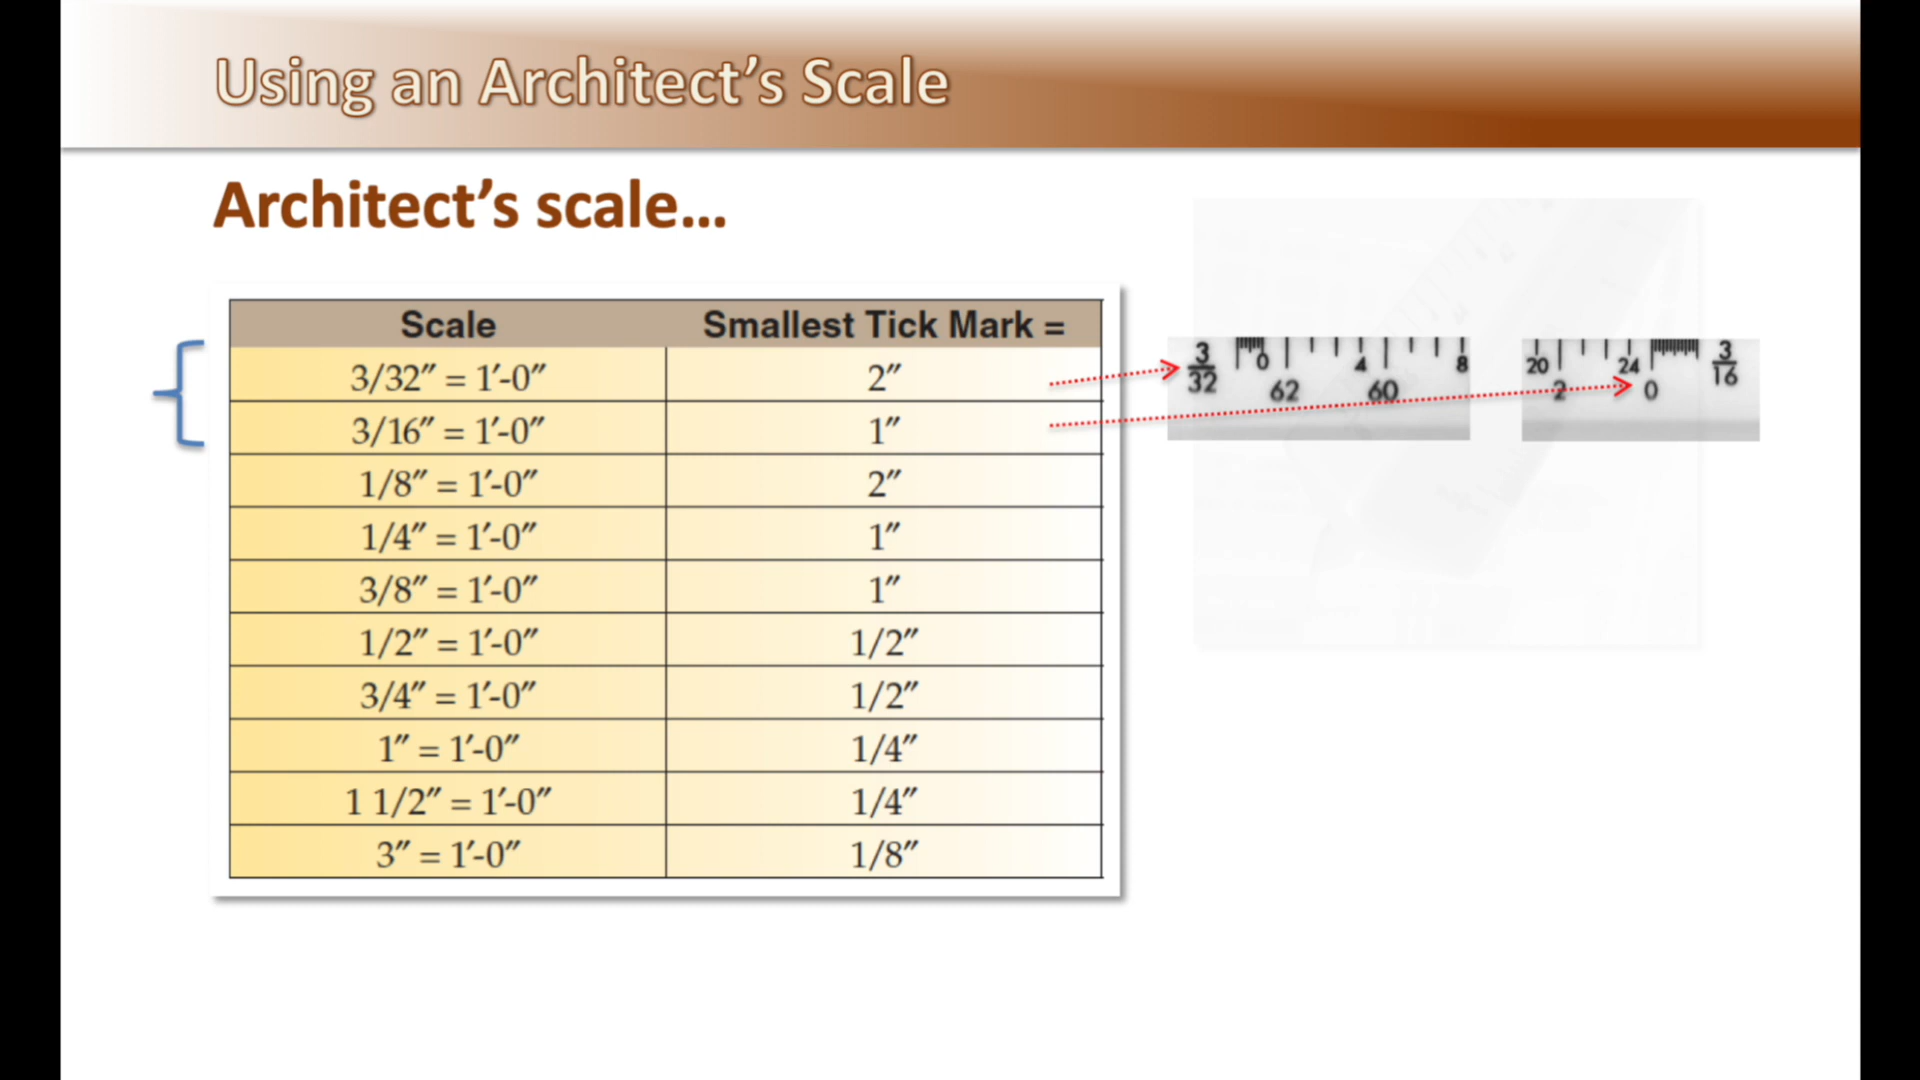 Using an Architect’s Scale
Architect’s scale...
Scale Smallest Tick Mark =
3/32″ = 1′-0″ 2″
3/16″ = 1′-0″ 1″
1/8″ = 1′-0″ 2″
1/4″ = 1′-0″ 1″
3/8″ = 1′-0″ 1″
1/2″ = 1′-0″ 1/2″
3/4″ = 1′-0″ 1/2″
1″ = 1′-0″ 1/4″
1 1/2″ = 1′-0″ 1/4″
3″ = 1′-0″ 1/8″
3/32 0 4 8
62 60
20 24 3/16
2 0